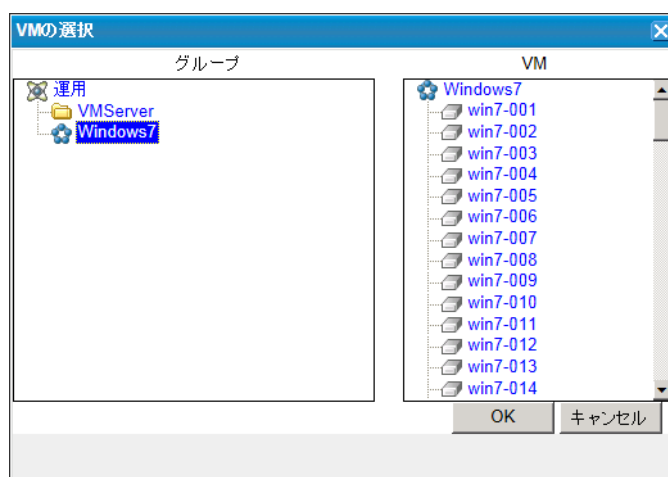 VMの選択
グループ
運用
VMServer
Windows7
VM
Windows7
win7-001
win7-002
win7-003
win7-004
win7-005
win7-006
win7-007
win7-008
win7-009
win7-010
win7-011
win7-012
win7-013
win7-014
OK
キャンセル